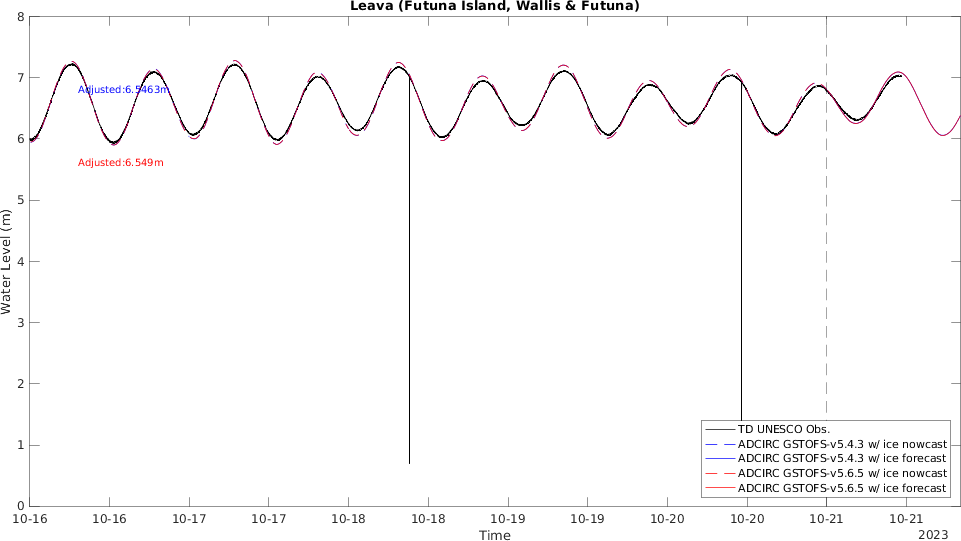 Leava (Futuna Island, Wallis & Futuna)
8
7
6
5
4
3
2
1
0
Water Level (m)
Adjusted:6.5463m
Adjusted:6.549m
TD UNESCO Obs.
ADCIRC GSTOFS-v5.4.3 w/ ice nowcast
ADCIRC GSTOFS-v5.4.3 w/ ice forecast
ADCIRC GSTOFS-v5.6.5 w/ ice nowcast
ADCIRC GSTOFS-v5.6.5 w/ ice forecast
10-16 10-16 10-17 10-17 10-18 10-18 10-19 10-19 10-20 10-20 10-21 10-21
Time
2023